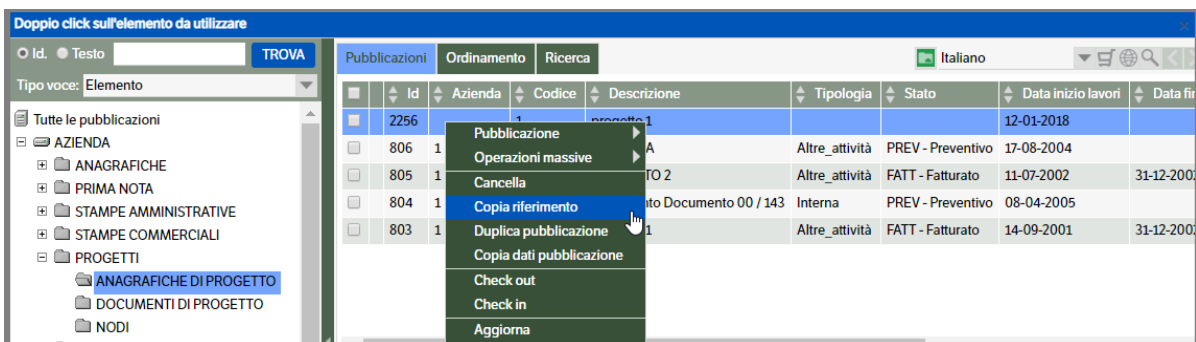 Doppio click sull'elemento da utilizzare
Id. Testo TROVA
Tipo voce: Elemento
Tutte le pubblicazioni
AZIENDA
ANAGRAFICHE
PRIMA NOTA
STAMPE AMMINISTRATIVE
STAMPE COMMERCIALI
PROGETTI
ANAGRAFICHE DI PROGETTO
DOCUMENTI DI PROGETTO
NODI
Pubblicazioni Ordinamento Ricerca Italiano
Id Azienda Codice Descrizione Tipologia Stato Data inizio lavori Data fin
2256 1 progetto 1 12-01-2018
806 1 A Altre_attività PREV - Preventivo 17-08-2004
805 1 TO 2 Altre_attività FATT - Fatturato 11-07-2002 31-12-2002
804 1 nto Documento 00 / 143 Interna PREV - Preventivo 08-04-2005
803 1 1 Altre_attività FATT - Fatturato 14-09-2001 31-12-2002
Pubblicazione
Operazioni massive
Cancella
Copia riferimento
Duplica pubblicazione
Copia dati pubblicazione
Check out
Check in
Aggiorna